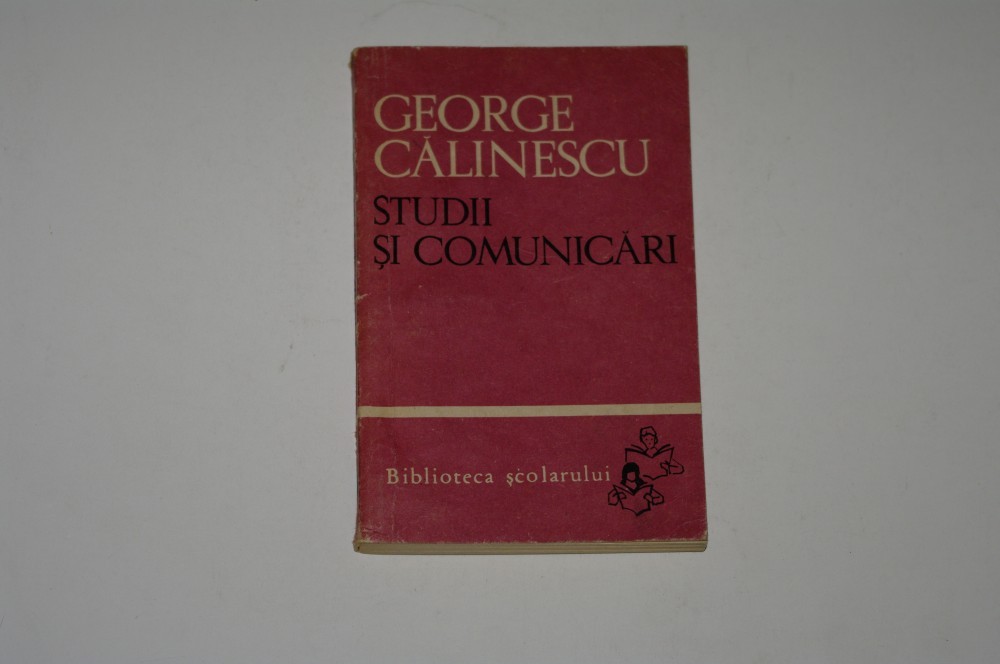 GEORGE
CĂLINESCU
STUDII
ŞI COMUNICĂRI
Biblioteca şcolarului